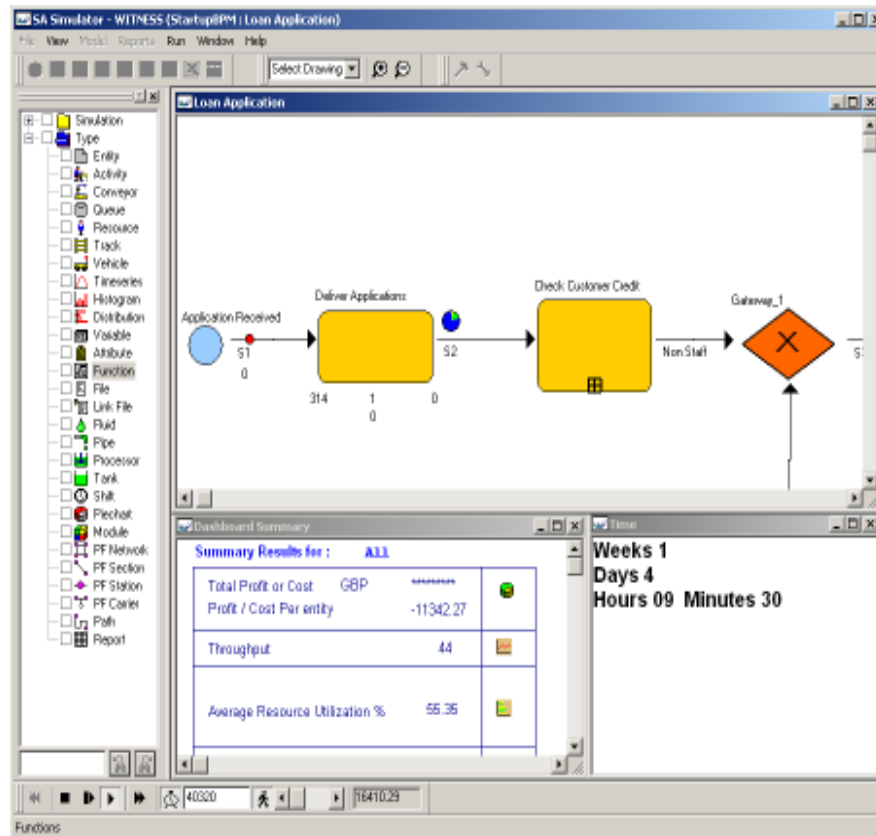 SA Simulator - WITNESS (StartupBPM : Loan Application)
File View Model Reports Run Window Help
Select Drawing
Loan Application
Simulation
Type
Entity
Activity
Conveyor
Queue
Resource
Track
Vehicle
Timeseries
Histogram
Distribution
Variable
Attribute
Function
File
Link File
Fluid
Pipe
Processor
Tank
Shift
Piechart
Module
PF Network
PF Section
PF Station
PF Carrier
Path
Report
Application Received
S1
0
Deliver Applications
314 1 0
0
S2
Check Customer Credit
Non Staff
Gateway_1
Dashboard Summary
Summary Results for : All
Total Profit or Cost GBP *******
Profit / Cost Per entity -11342.27
Throughput 44
Average Resource Utilization % 55.35
Time
Weeks 1
Days 4
Hours 09 Minutes 30
40320
16410.29
Functions